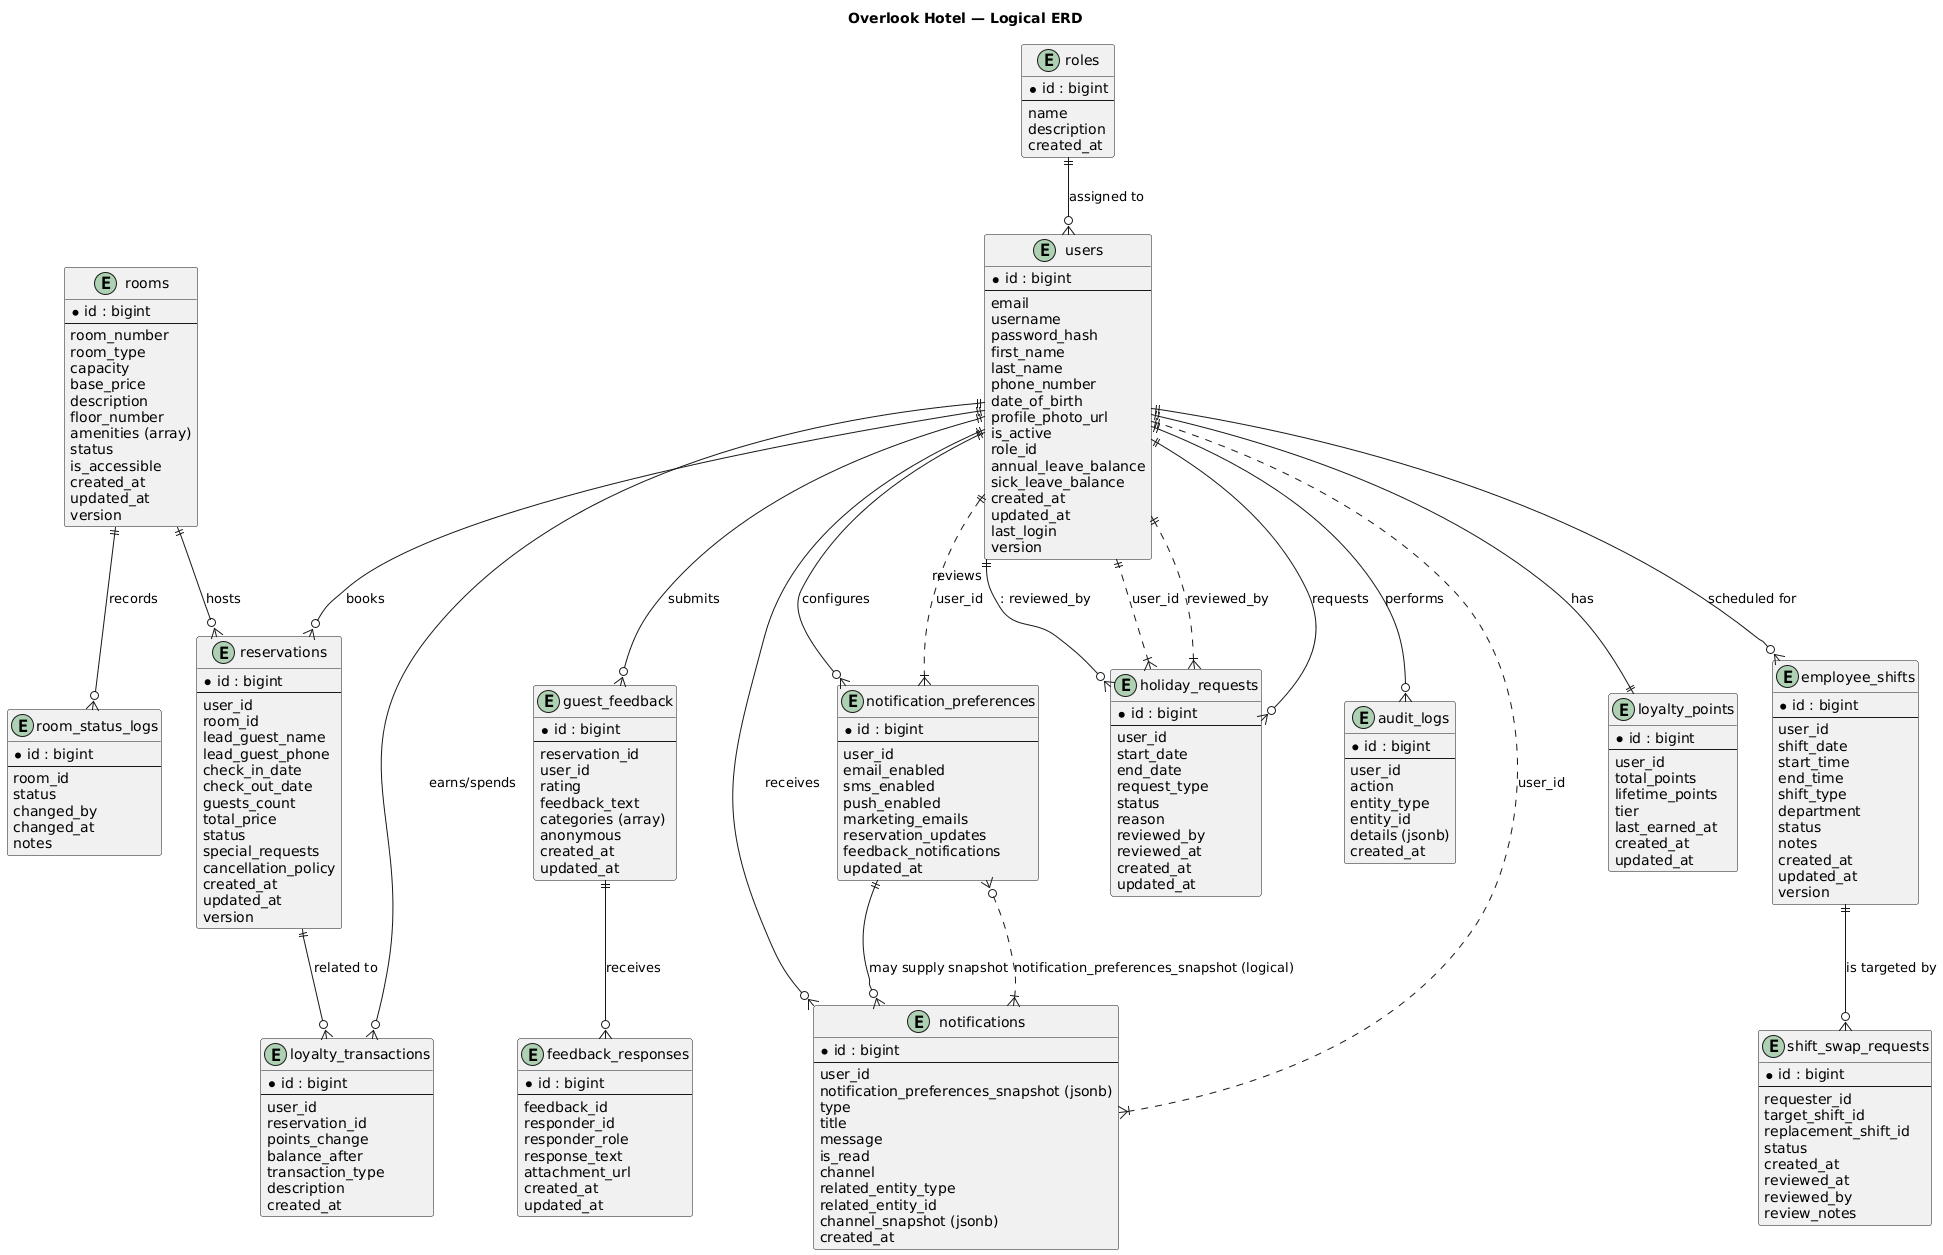 Overlook Hotel — Logical ERD
E roles
* id : bigint
name
description
created_at
assigned to
E users
* id : bigint
email
username
password_hash
first_name
last_name
phone_number
date_of_birth
profile_photo_url
is_active
role_id
annual_leave_balance
sick_leave_balance
created_at
updated_at
last_login
version
E rooms
* id : bigint
room_number
room_type
capacity
base_price
description
floor_number
amenities (array)
status
is_accessible
created_at
updated_at
version
records
hosts
books
submits
configures
reviews
user_id
: reviewed_by
user_id
reviewed_by
requests
performs
has
scheduled for
E room_status_logs
* id : bigint
room_id
status
changed_by
changed_at
notes
E reservations
* id : bigint
user_id
room_id
lead_guest_name
lead_guest_phone
check_in_date
check_out_date
guests_count
total_price
status
special_requests
cancellation_policy
created_at
updated_at
version
earns/spends
E guest_feedback
* id : bigint
reservation_id
user_id
rating
feedback_text
categories (array)
anonymous
created_at
updated_at
receives
E notification_preferences
* id : bigint
user_id
email_enabled
sms_enabled
push_enabled
marketing_emails
reservation_updates
feedback_notifications
updated_at
E holiday_requests
* id : bigint
user_id
start_date
end_date
request_type
status
reason
reviewed_by
reviewed_at
created_at
updated_at
E audit_logs
* id : bigint
user_id
action
entity_type
entity_id
details (jsonb)
created_at
user_id
E loyalty_points
* id : bigint
user_id
total_points
lifetime_points
tier
last_earned_at
created_at
updated_at
E employee_shifts
* id : bigint
user_id
shift_date
start_time
end_time
shift_type
department
status
notes
created_at
updated_at
version
related to
receives
may supply snapshot
notification_preferences_snapshot (logical)
is targeted by
E loyalty_transactions
* id : bigint
user_id
reservation_id
points_change
balance_after
transaction_type
description
created_at
E feedback_responses
* id : bigint
feedback_id
responder_id
responder_role
response_text
attachment_url
created_at
updated_at
E notifications
* id : bigint
user_id
notification_preferences_snapshot (jsonb)
type
title
message
is_read
channel
related_entity_type
related_entity_id
channel_snapshot (jsonb)
created_at
E shift_swap_requests
* id : bigint
requester_id
target_shift_id
replacement_shift_id
status
created_at
reviewed_at
reviewed_by
review_notes